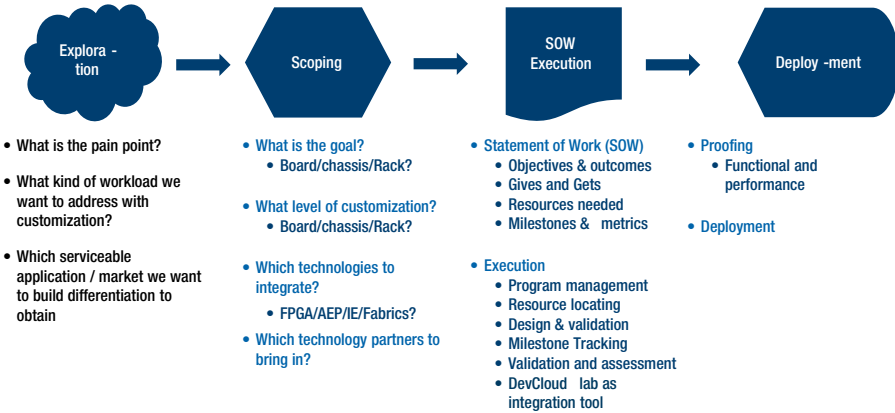 Explora -
tion
Scoping
SOW
Execution
Deploy -ment
• What is the pain point?
• What kind of workload we
want to address with
customization?
• Which serviceable
application / market we want
to build differentiation to
obtain
• What is the goal?
• Board/chassis/Rack?
• What level of customization?
• Board/chassis/Rack?
• Which technologies to
integrate?
• FPGA/AEP/IE/Fabrics?
• Which technology partners to
bring in?
• Statement of Work (SOW)
• Objectives & outcomes
• Gives and Gets
• Resources needed
• Milestones & metrics
• Execution
• Program management
• Resource locating
• Design & validation
• Milestone Tracking
• Validation and assessment
• DevCloud lab as
integration tool
• Proofing
• Functional and
performance
• Deployment